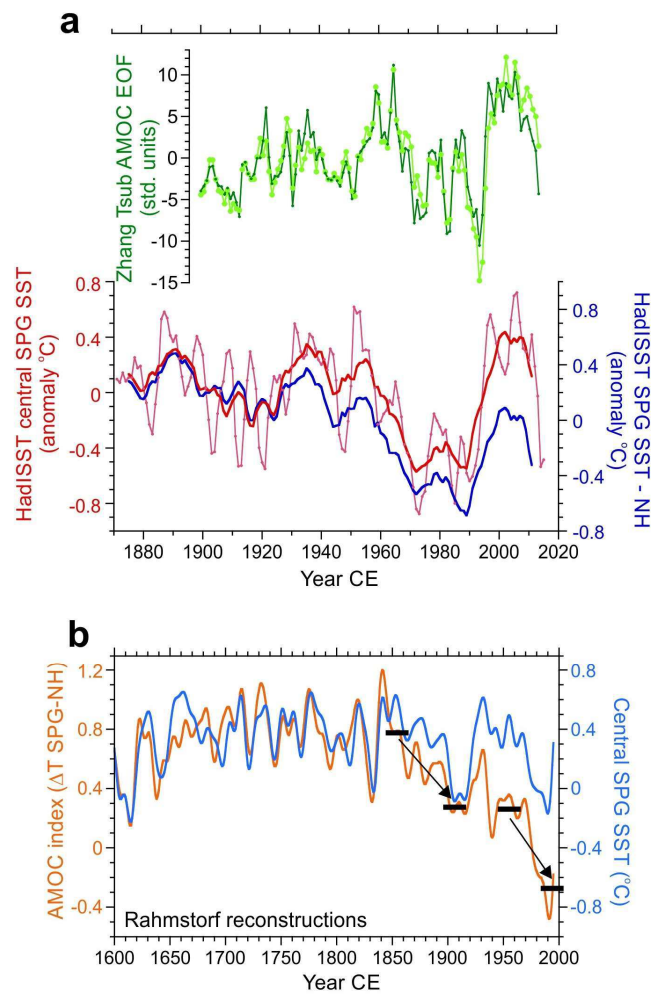 a
Zhang Tsub AMOC EOF
(std. units)
10
5
0
-5
-10
-15
HadISST central SPG SST
(anomaly °C)
0.8
0.4
0
-0.4
-0.8
0.8
0.4
0
-0.4
-0.8
HadISST SPG SST - NH
(anomaly °C)
1880 1900 1920 1940 1960 1980 2000 2020
Year CE
b
AMOC index (ΔT SPG-NH)
1.2
0.8
0.4
0
-0.4
0.8
0.4
0
-0.4
-0.8
Central SPG SST (°C)
Rahmstorf reconstructions
1600 1650 1700 1750 1800 1850 1900 1950 2000
Year CE